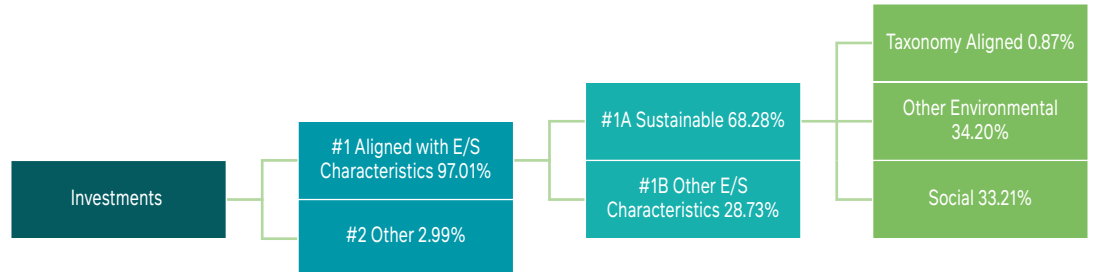 Investments
#1 Aligned with E/S
Characteristics 97.01%
#2 Other 2.99%
#1A Sustainable 68.28%
#1B Other E/S
Characteristics 28.73%
Taxonomy Aligned 0.87%
Other Environmental
34.20%
Social 33.21%